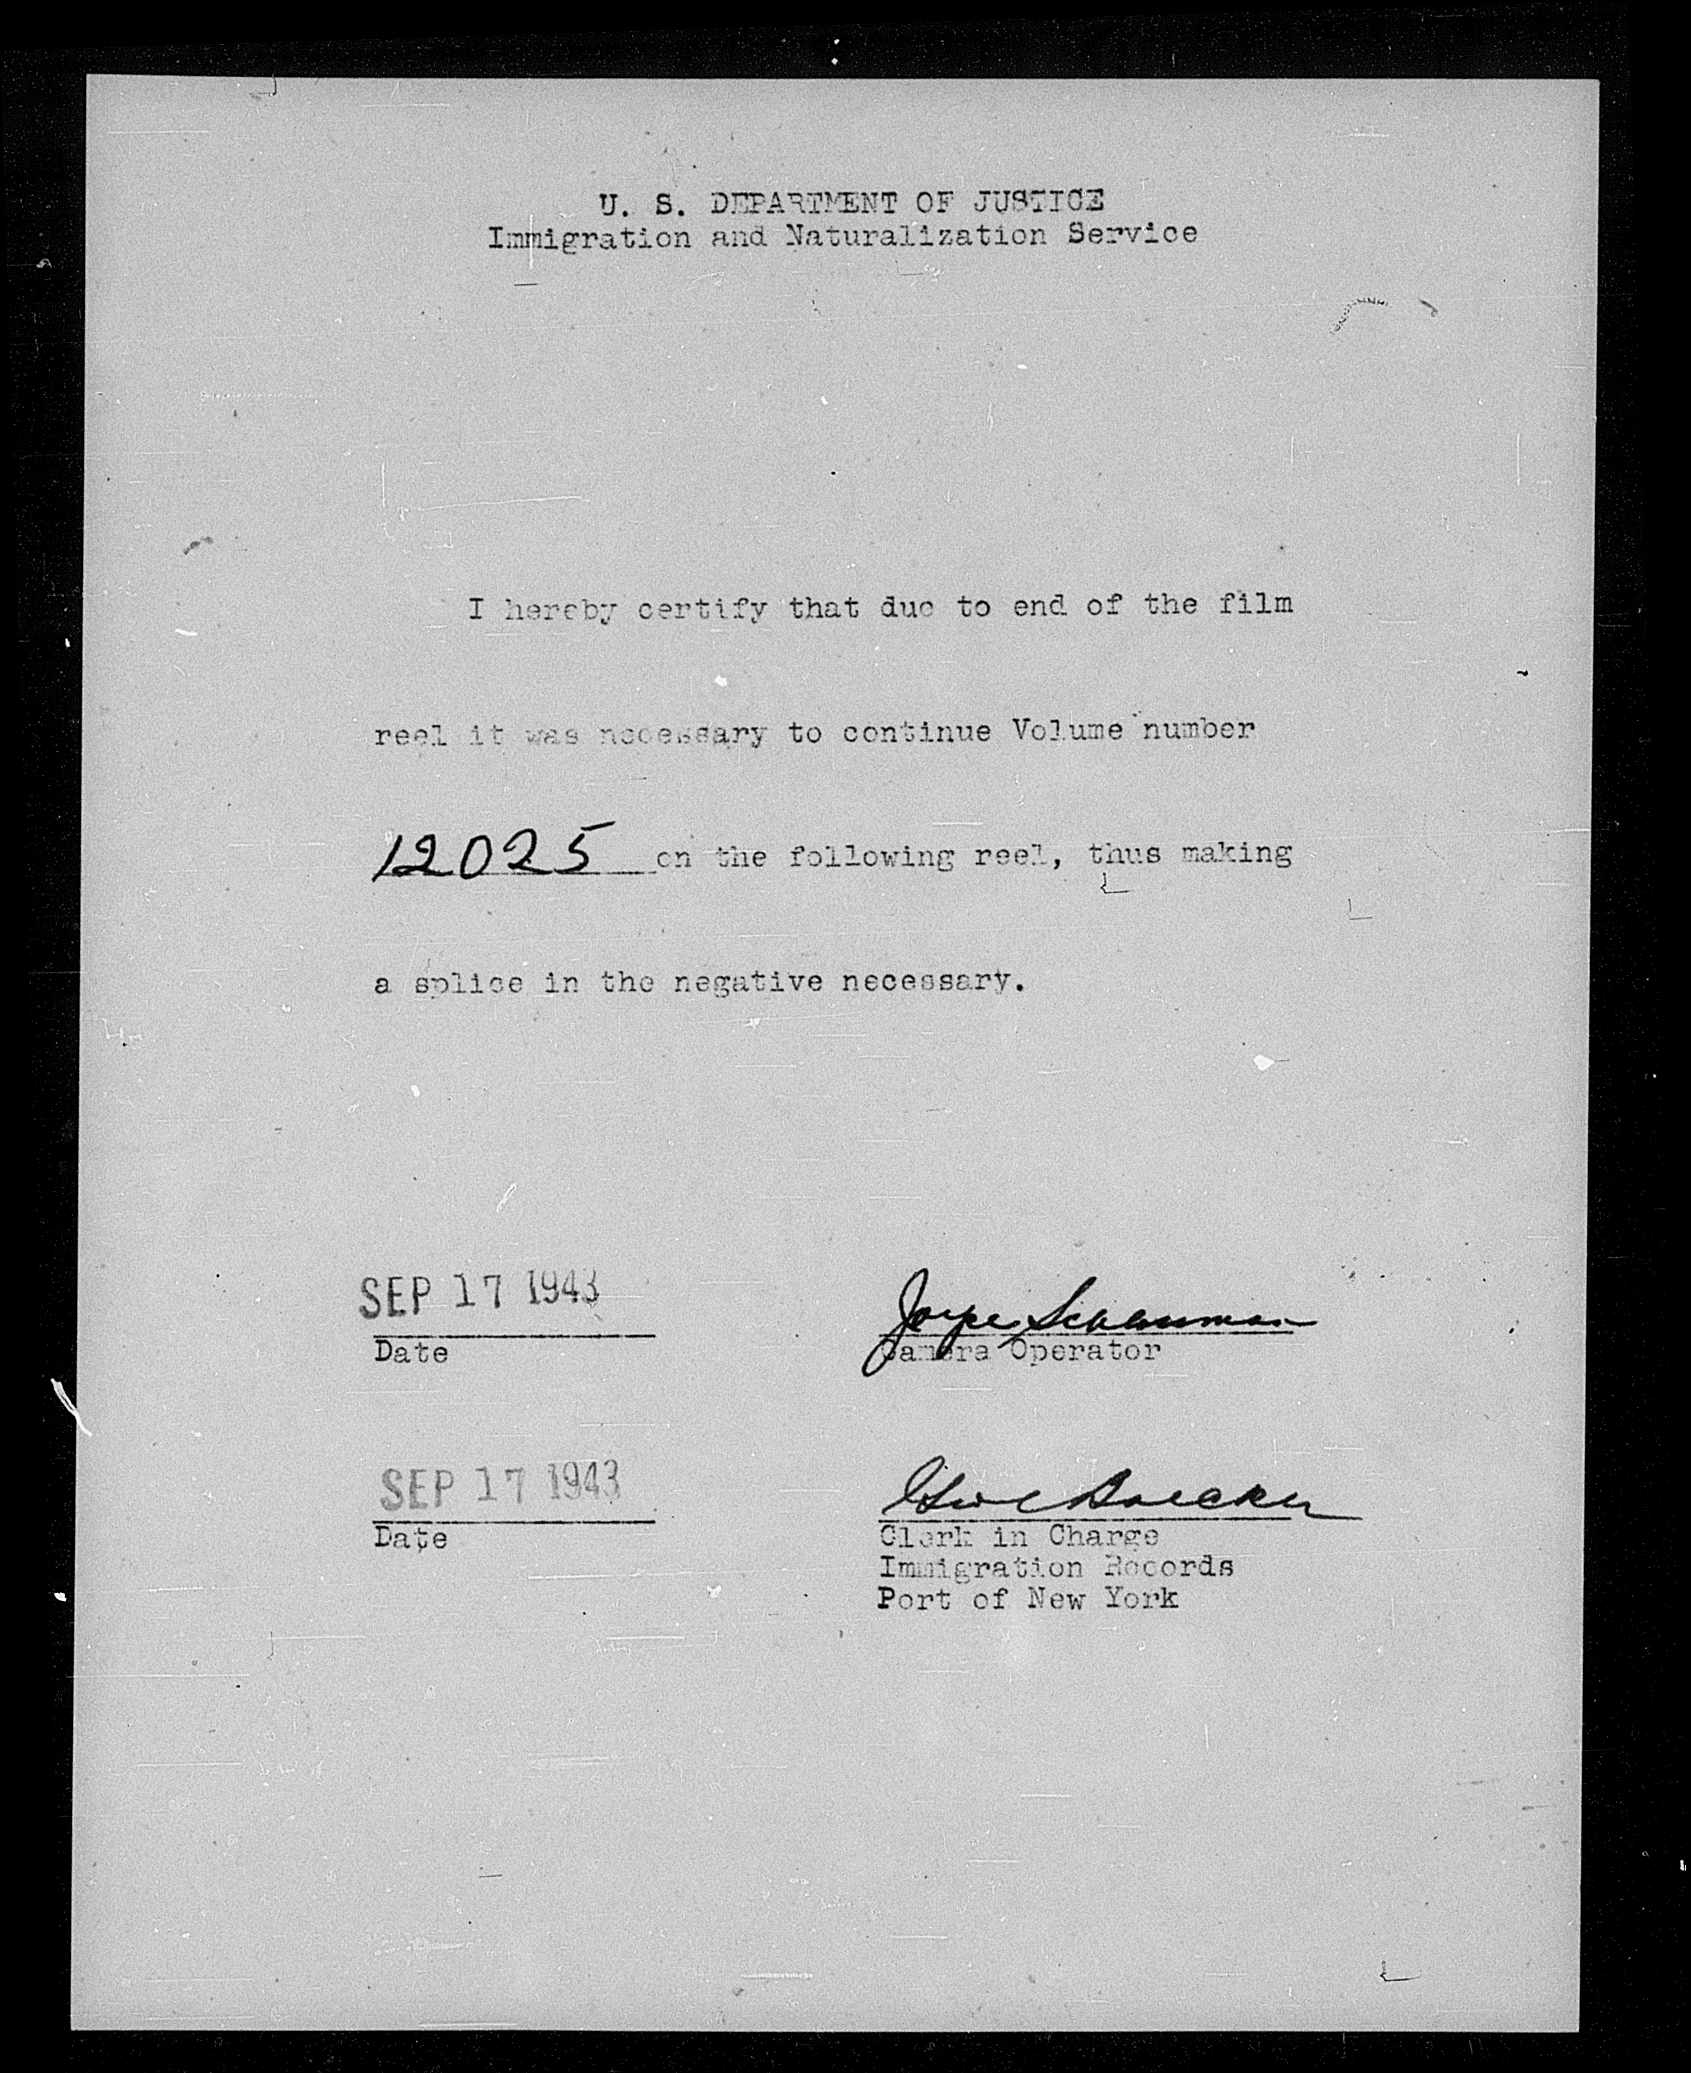 U. S. DEPARTMENT OF JUSTICE
Immigration and Naturalization Service
I hereby certify that due to end of the film
reel it was necessary to continue Volume number
12025 on the following reel, thus making
a splice in the negative necessary.
SEP 17 1943
Date
Camera Operator
SEP 17 1943
Date
Clerk in Charge
Immigration Records
Port of New York